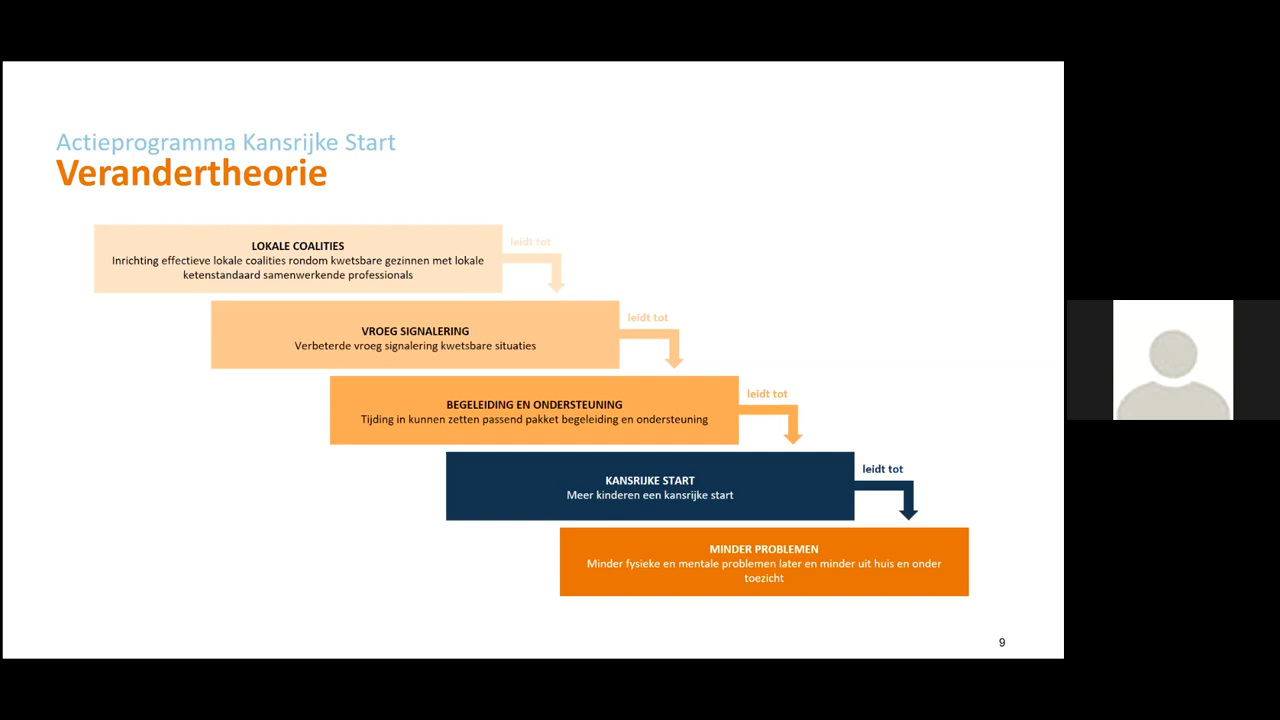 Actieprogramma Kansrijke Start
Verandertheorie
LOKALE COALITIES
Inrichting effectieve lokale coalities rondom kwetsbare gezinnen met lokale
ketenstandaard samenwerkende professionals
leidt tot
VROEG SIGNALERING
Verbeterde vroeg signalering kwetsbare situaties
leidt tot
BEGELEIDING EN ONDERSTEUNING
Tijding in kunnen zetten passend pakket begeleiding en ondersteuning
leidt tot
KANSRIJKE START
Meer kinderen een kansrijke start
leidt tot
MINDER PROBLEMEN
Minder fysieke en mentale problemen later en minder uit huis en onder
toezicht
9